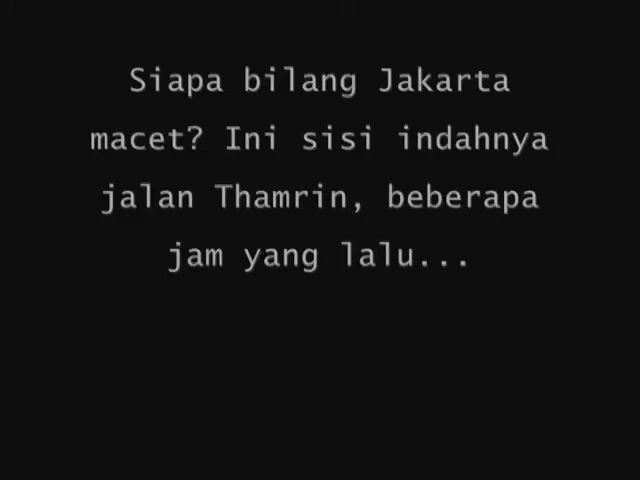 Siapa bilang Jakarta
macet? Ini sisi indahnya
jalan Thamrin, beberapa
jam yang lalu...